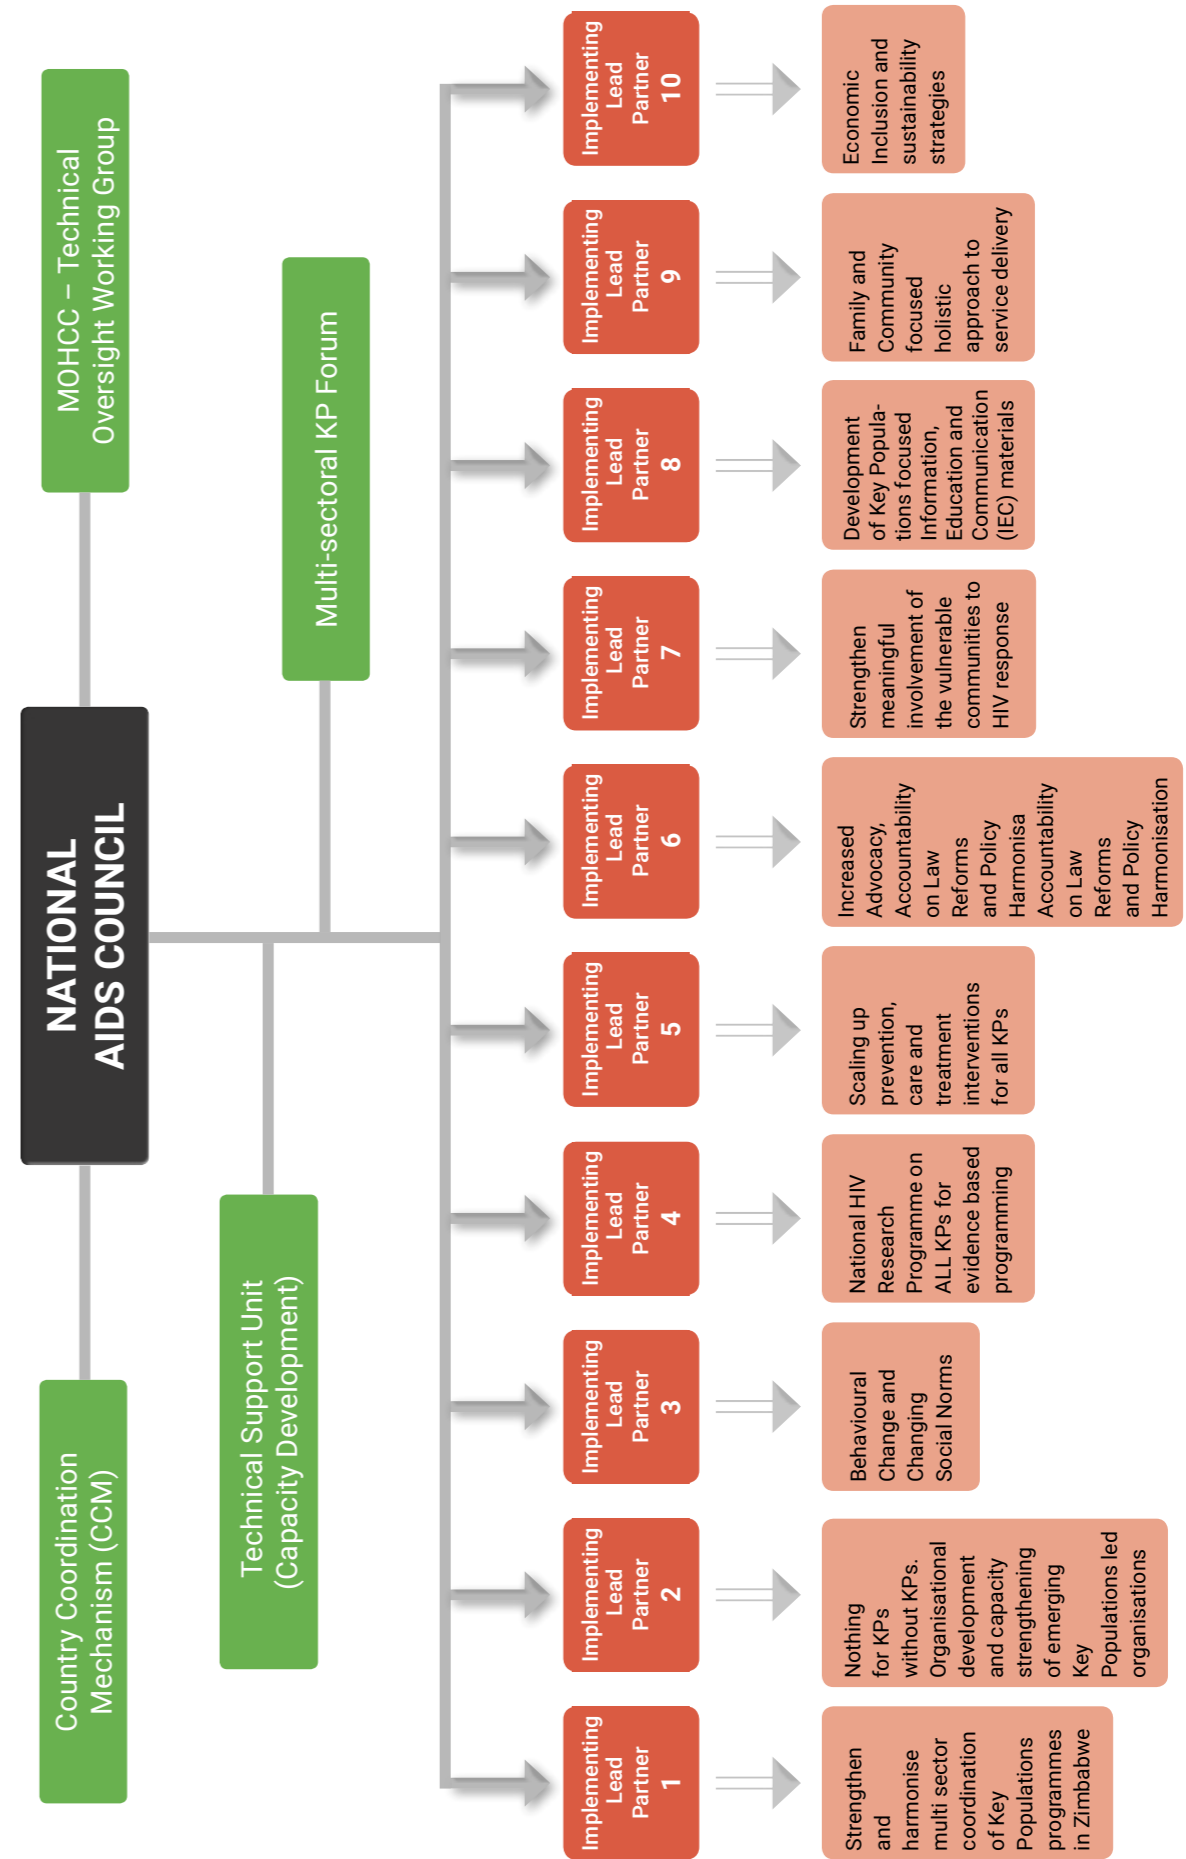 NATIONAL
AIDS COUNCIL
Country Coordination
Mechanism (CCM)
MOHCC – Technical
Oversight Working Group
Technical Support Unit
(Capacity Development)
Multi-sectoral KP Forum
Implementing
Lead
Partner
1
Implementing
Lead
Partner
2
Implementing
Lead
Partner
3
Implementing
Lead
Partner
4
Implementing
Lead
Partner
5
Implementing
Lead
Partner
6
Implementing
Lead
Partner
7
Implementing
Lead
Partner
8
Implementing
Lead
Partner
9
Implementing
Lead
Partner
10
Strengthen
and
harmonise
multi sector
coordination
of Key
Populations
programmes
in Zimbabwe
Nothing
for KPs
without KPs.
Organisational
development
and capacity
strengthening
of emerging
Key
Populations led
organisations
Behavioural
Change and
Changing
Social Norms
National HIV
Research
Programme on
ALL KPs for
evidence based
programming
Scaling up
prevention,
care and
treatment
interventions
for all KPs
Increased
Advocacy,
Accountability
on Law
Reforms
and Policy
Harmonisa
Accountability
on Law
Reforms
and Policy
Harmonisation
Strengthen
meaningful
involvement of
the vulnerable
communities to
HIV response
Development
of Key Popula-
tions focused
Information,
Education and
Communication
(IEC) materials
Family and
Community
focused
holistic
approach to
service delivery
Economic
Inclusion and
sustainability
strategies